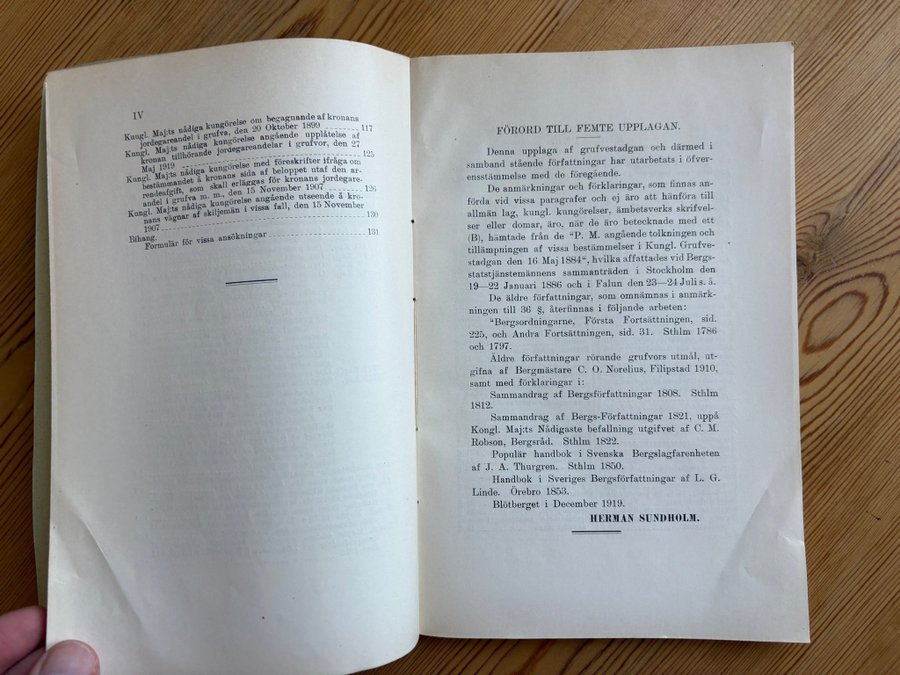 IV
Kungl. Maj:ts nådiga kungörelse om begagnande af kronans
jordegareandel i grufva, den 20 Oktober 1899 117
Kungl. Maj:ts nådiga kungörelse angående upplåtelse af
kronan tillhörande jordegareandelar i grufvor, den 27
Maj 1919 125
Kungl. Maj:ts nådiga kungörelse med föreskrifter ifråga om
bestämmandet å kronans sida af beloppet utaf den ar-
rendeafgift, som skall erläggas för kronans jordegare-
andel i grufva m. m., den 15 November 1907 126
Kungl. Maj:ts nådiga kungörelse angående utseende å kro-
nans vägnar af skiljemän i vissa fall, den 15 November
1907 130
Bihang.
Formulär för vissa ansökningar 131
FÖRORD TILL FEMTE UPPLAGAN.
Denna upplaga af grufvestadgan och därmed i
samband stående författningar har utarbetats i öfver-
ensstämmelse med de föregående.
De anmärkningar och förklaringar, som finnas an-
förda vid vissa paragrafer och ej äro att hänföra till
allmän lag, kungl. kungörelser, ämbetsverks skrifvel-
ser eller domar, äro, när de äro betecknade med ett
(B), hämtade från de "P. M. angående tolkningen och
tillämpningen af vissa bestämmelser i Kungl. Grufve-
stadgan den 16 Maj 1884", hvilka affattades vid Bergs-
statstjänstemännens sammanträden i Stockholm den
19—22 Januari 1886 och i Falun den 23—24 Juli s. å.
De äldre författningar, som omnämnas i anmärk-
ningen till 36 §, återfinnas i följande arbeten:
"Bergsordningarne, Första Fortsättningen, sid.
225, och Andra Fortsättningen, sid. 31. Sthlm 1786
och 1797.
Äldre författningar rörande grufvors utmål, ut-
gifna af Bergmästare C. O. Norelius, Filipstad 1910,
samt med förklaringar i:
Sammandrag af Bergsförfattningar 1808. Sthlm
1812.
Sammandrag af Bergs-Författningar 1821, uppå
Kongl. Maj:ts Nådigaste befallning utgifvet af C. M.
Robson, Bergsråd. Sthlm 1822.
Populär handbok i Svenska Bergslagfarenheten
af J. A. Thurgren. Sthlm 1850.
Handbok i Sveriges Bergsförfattningar af L. G.
Linde. Örebro 1853.
Blötberget i December 1919.
HERMAN SUNDHOLM.